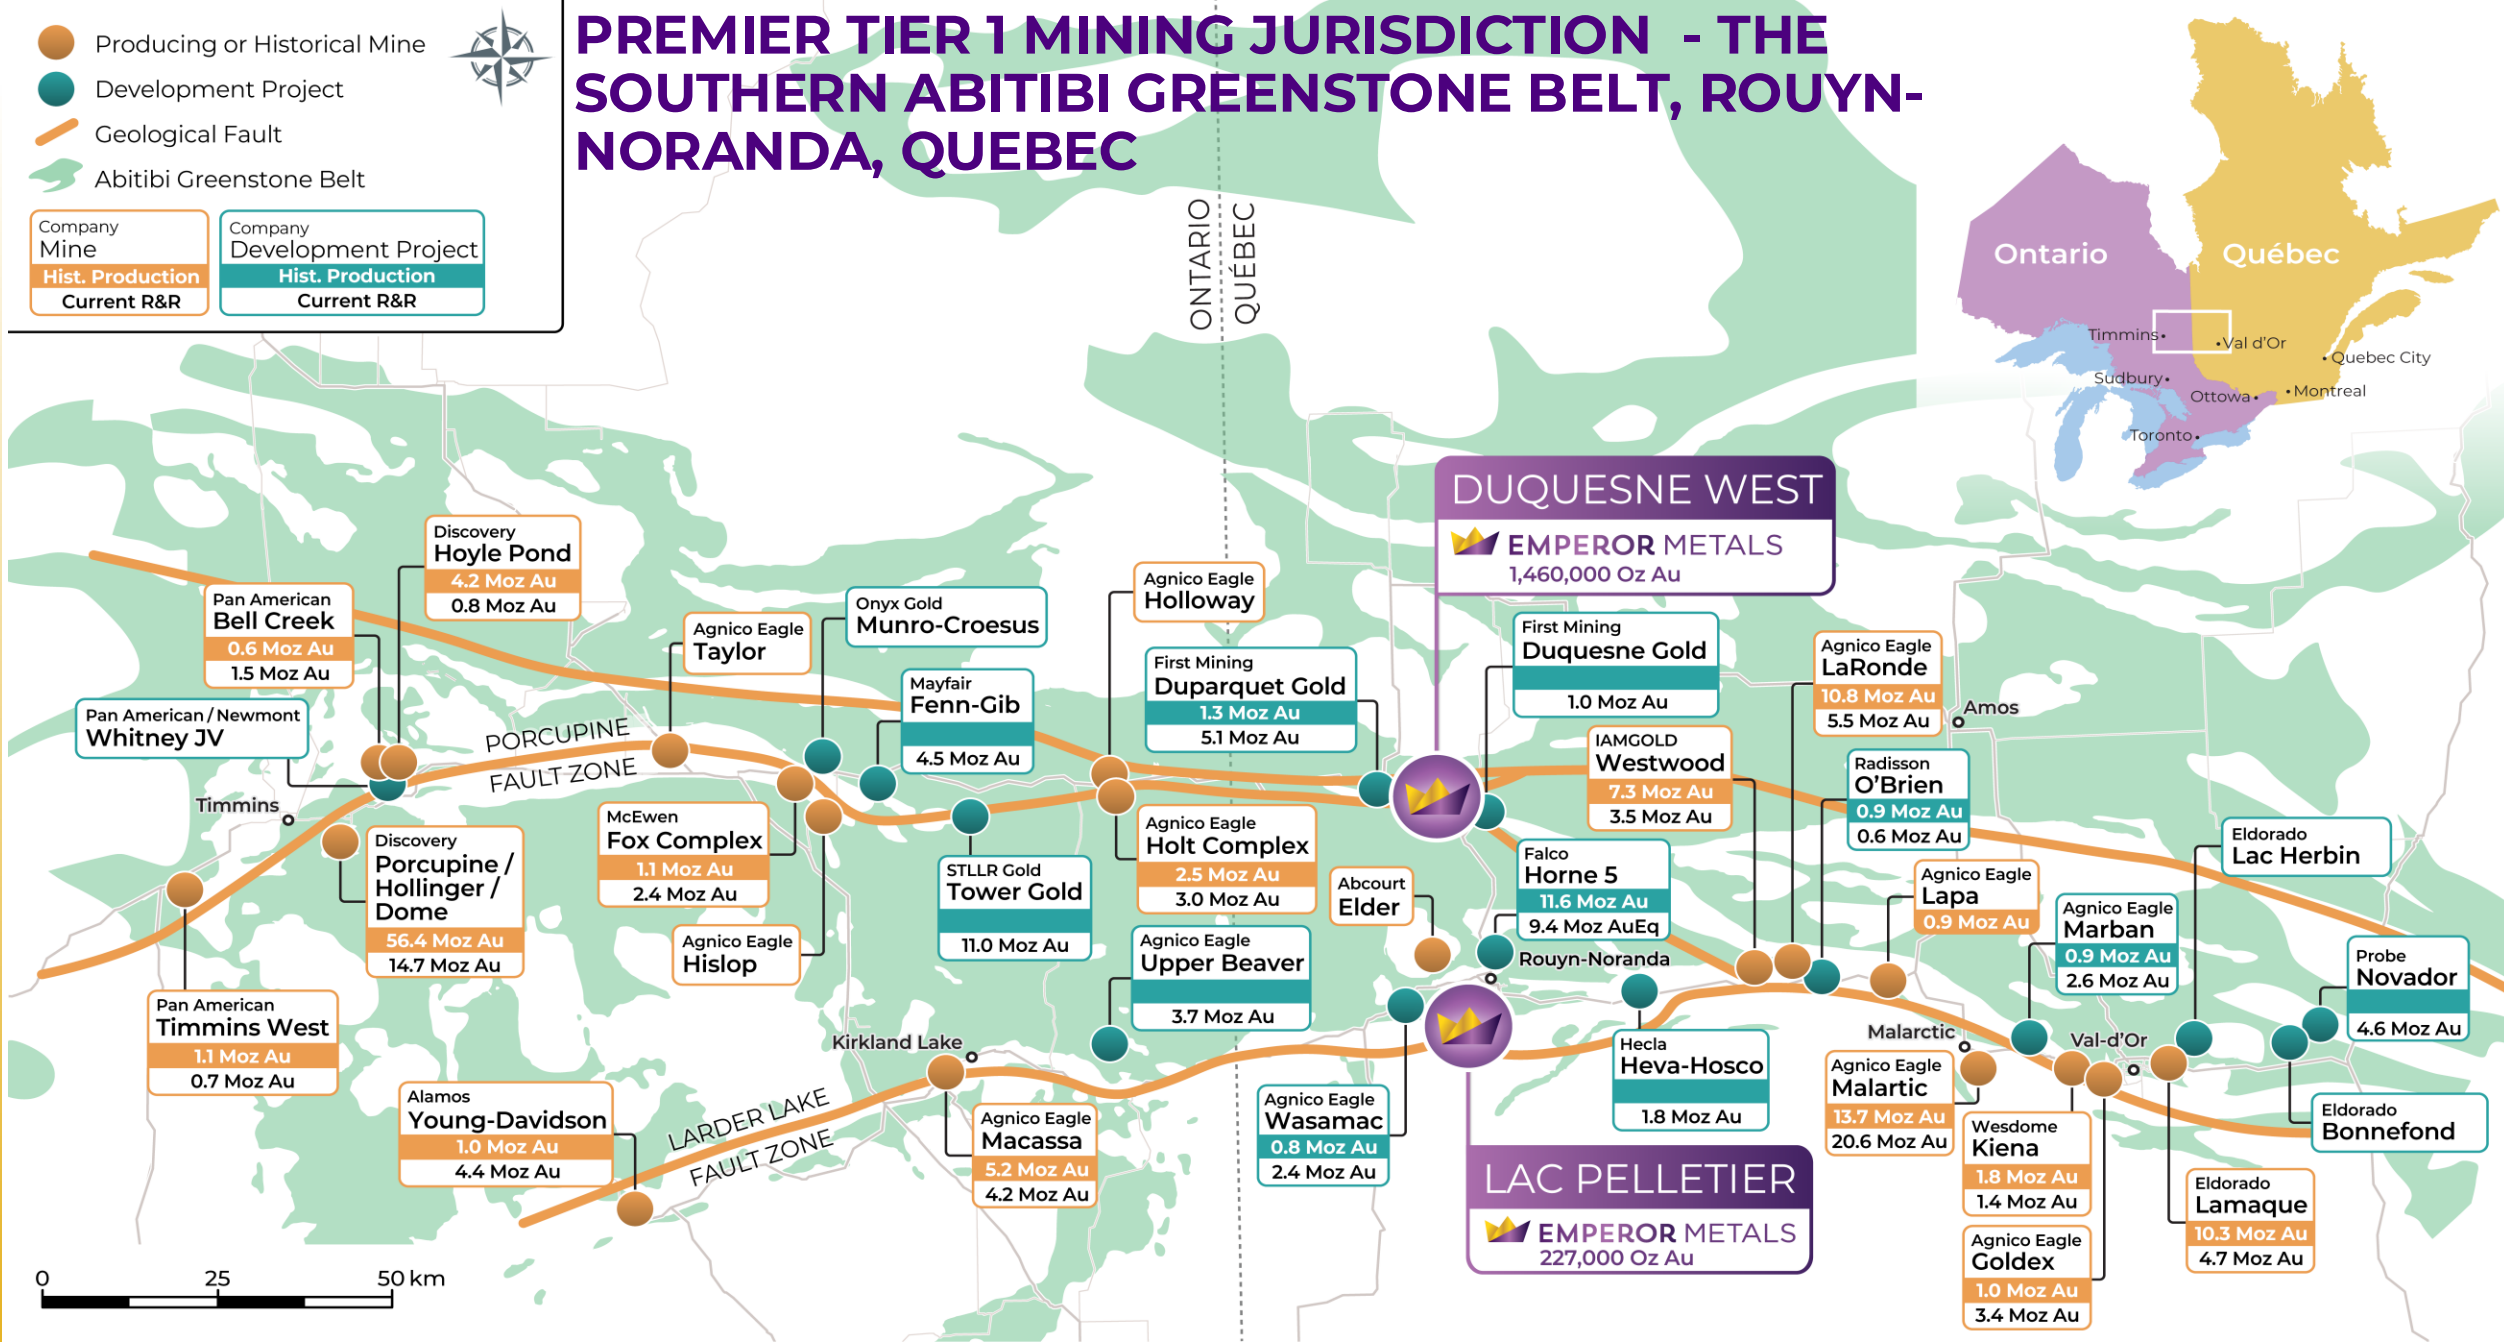 PREMIER TIER 1 MINING JURISDICTION - THE
SOUTHERN ABITIBI GREENSTONE BELT, ROUYN-
NORANDA, QUEBEC
Producing or Historical Mine
Development Project
Geological Fault
Abitibi Greenstone Belt
Company
Mine
Hist. Production
Current R&R
Company
Development Project
Hist. Production
Current R&R
ONTARIO
QUÉBEC
Ontario
Québec
Timmins
Val d'Or
Quebec City
Sudbury
Montreal
Ottowa
Toronto
DUQUESNE WEST
EMPEROR METALS
1,460,000 Oz Au
Discovery
Hoyle Pond
4.2 Moz Au
0.8 Moz Au
Pan American
Bell Creek
0.6 Moz Au
1.5 Moz Au
Pan American / Newmont
Whitney JV
Timmins
PORCUPINE
FAULT ZONE
Agnico Eagle
Taylor
Onyx Gold
Munro-Croesus
Mayfair
Fenn-Gib
4.5 Moz Au
Agnico Eagle
Holloway
First Mining
Duparquet Gold
1.3 Moz Au
5.1 Moz Au
First Mining
Duquesne Gold
1.0 Moz Au
Agnico Eagle
LaRonde
10.8 Moz Au
5.5 Moz Au
Amos
IAMGOLD
Westwood
7.3 Moz Au
3.5 Moz Au
Radisson
O'Brien
0.9 Moz Au
0.6 Moz Au
Discovery
Porcupine /
Hollinger /
Dome
56.4 Moz Au
14.7 Moz Au
McEwen
Fox Complex
1.1 Moz Au
2.4 Moz Au
Agnico Eagle
Hislop
STLLR Gold
Tower Gold
11.0 Moz Au
Agnico Eagle
Holt Complex
2.5 Moz Au
3.0 Moz Au
Abcourt
Elder
Falco
Horne 5
11.6 Moz Au
9.4 Moz AuEq
Rouyn-Noranda
Agnico Eagle
Lapa
0.9 Moz Au
Eldorado
Lac Herbin
Agnico Eagle
Marban
0.9 Moz Au
2.6 Moz Au
Probe
Novador
4.6 Moz Au
Agnico Eagle
Upper Beaver
3.7 Moz Au
Pan American
Timmins West
1.1 Moz Au
0.7 Moz Au
Kirkland Lake
Malarctic
Val-d'Or
Hecla
Heva-Hosco
1.8 Moz Au
Agnico Eagle
Malartic
13.7 Moz Au
20.6 Moz Au
Alamos
Young-Davidson
1.0 Moz Au
4.4 Moz Au
LARDER LAKE
FAULT ZONE
Agnico Eagle
Macassa
5.2 Moz Au
4.2 Moz Au
Agnico Eagle
Wasamac
0.8 Moz Au
2.4 Moz Au
Eldorado
Bonnefond
Wesdome
Kiena
1.8 Moz Au
1.4 Moz Au
LAC PELLETIER
EMPEROR METALS
227,000 Oz Au
Eldorado
Lamaque
10.3 Moz Au
4.7 Moz Au
Agnico Eagle
Goldex
1.0 Moz Au
3.4 Moz Au
0 25 50 km